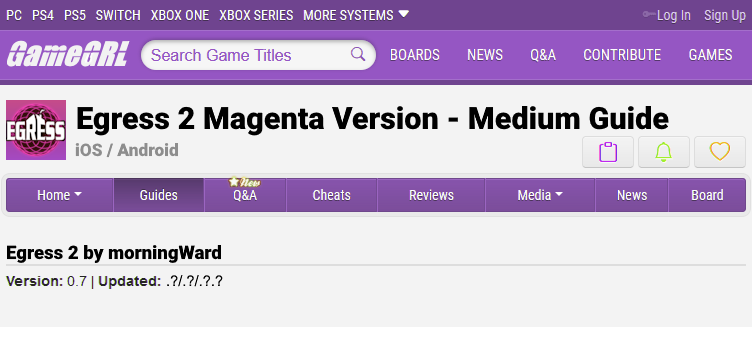 PC PS4 PS5 SWITCH XBOX ONE XBOX SERIES MORE SYSTEMS Log In Sign Up
GameGRL Search Game Titles BOARDS NEWS Q&A CONTRIBUTE GAMES
EGRESS
Egress 2 Magenta Version - Medium Guide
iOS / Android
Home Guides New Q&A Cheats Reviews Media News Board
Egress 2 by morningWard
Version: 0.7 | Updated: .?/.?/.?.?